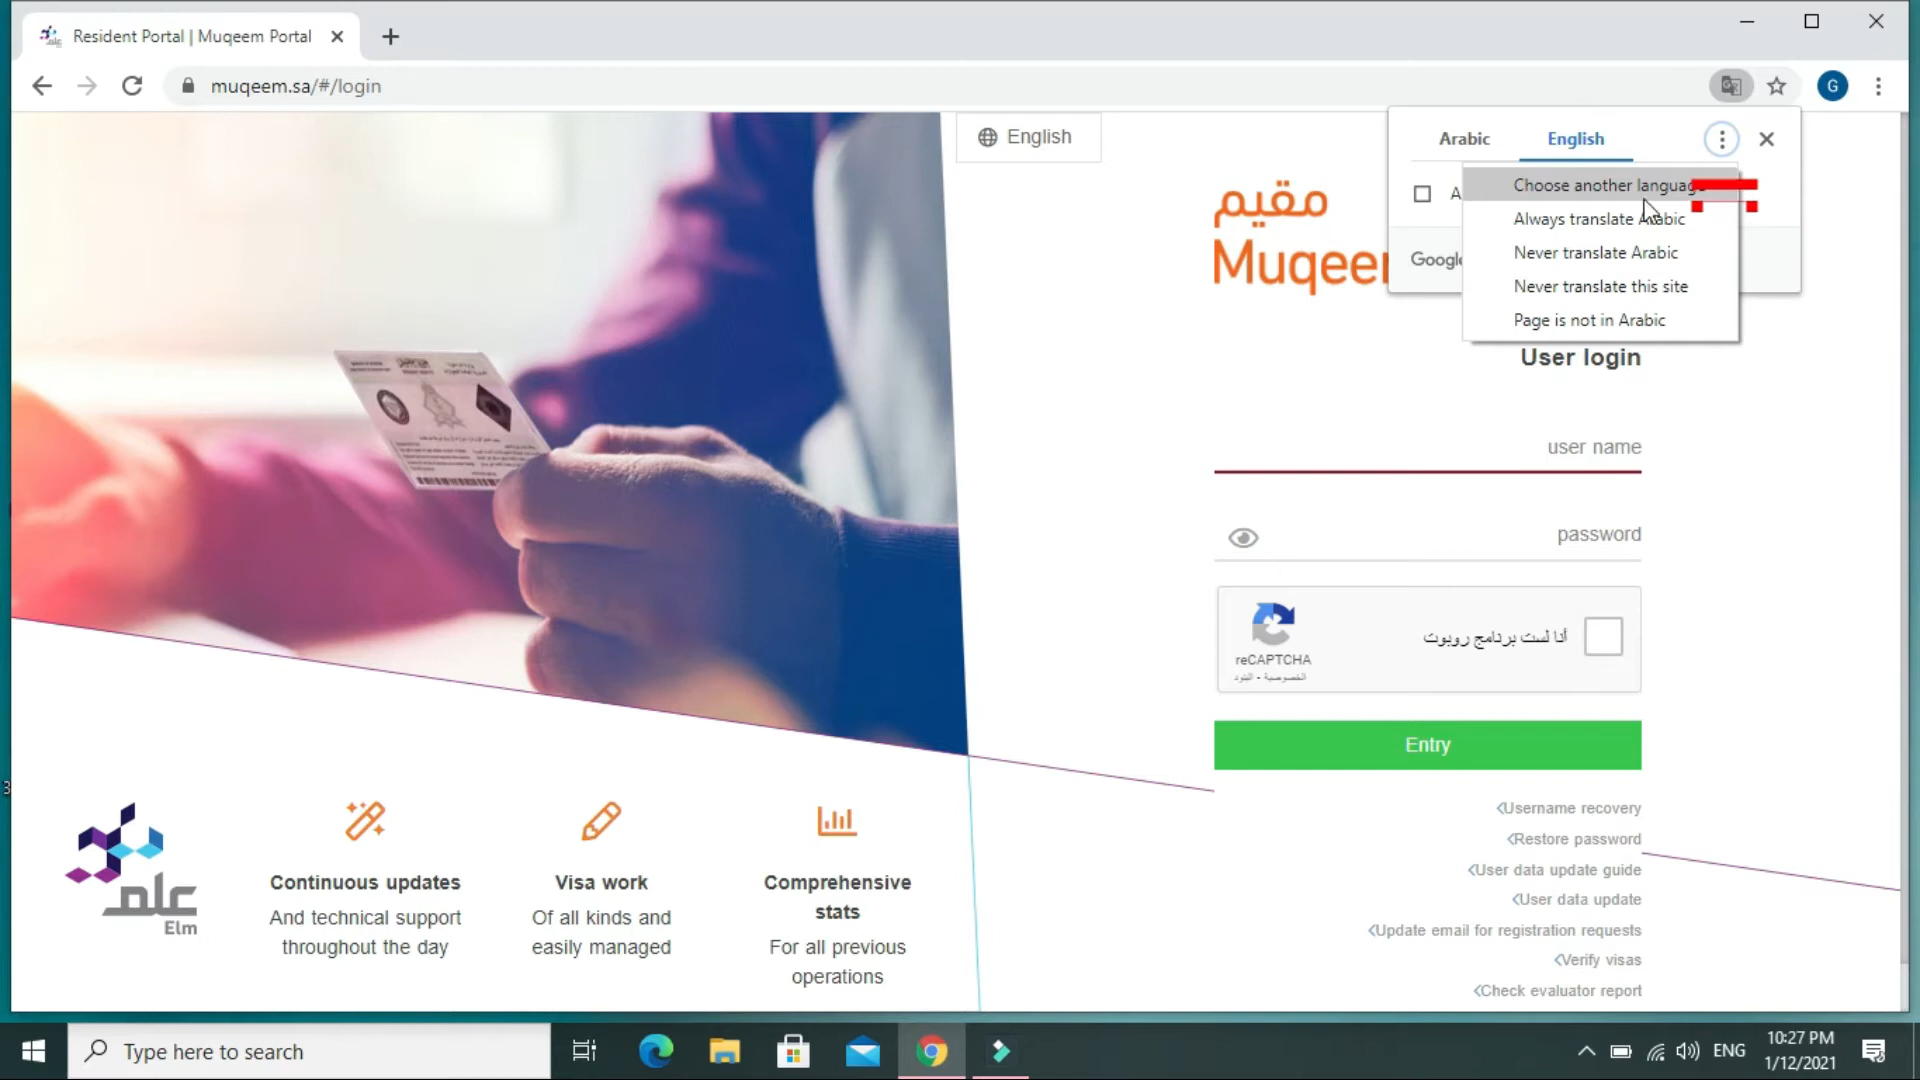 Resident Portal | Muqeem Portal
muqeem.sa/#/login
G
English
Arabic
English
Choose another language
Always translate Arabic
Never translate Arabic
Never translate this site
Page is not in Arabic
A
Google
مقيم
Muqeem
User login
user name
password
أنا لست برنامج روبوت
reCAPTCHA
الخصوصية - البنود
Entry
Username recovery
Restore password
User data update guide
User data update
Update email for registration requests
Verify visas
Check evaluator report
علم
Elm
Continuous updates
And technical support
throughout the day
Visa work
Of all kinds and
easily managed
Comprehensive
stats
For all previous
operations
3
Type here to search
ENG
10:27 PM
1/12/2021